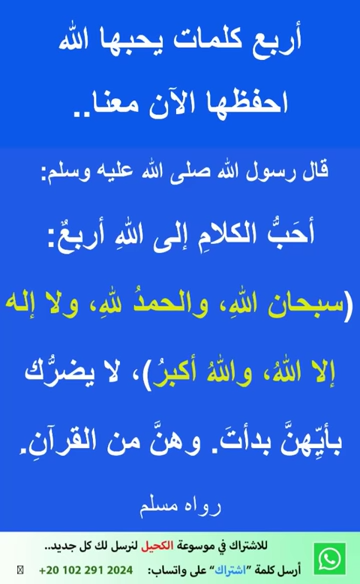 أربع كلمات يحبها الله
احفظها الآن معنا..
قال رسول الله صلى الله عليه وسلم:
أحَبُّ الكلامِ إلى اللهِ أربعٌ:
(سبحان اللهِ، والحمدُ للهِ، ولا إله
إلا اللهُ، واللهُ أكبرُ)، لا يضرُّك
بأيِّهنَّ بدأتَ. وهنَّ من القرآنِ.
رواه مسلم
للاشتراك في موسوعة الكحيل لنرسل لك كل جديد..
أرسل كلمة "اشتراك" على واتساب: +20 102 291 2024